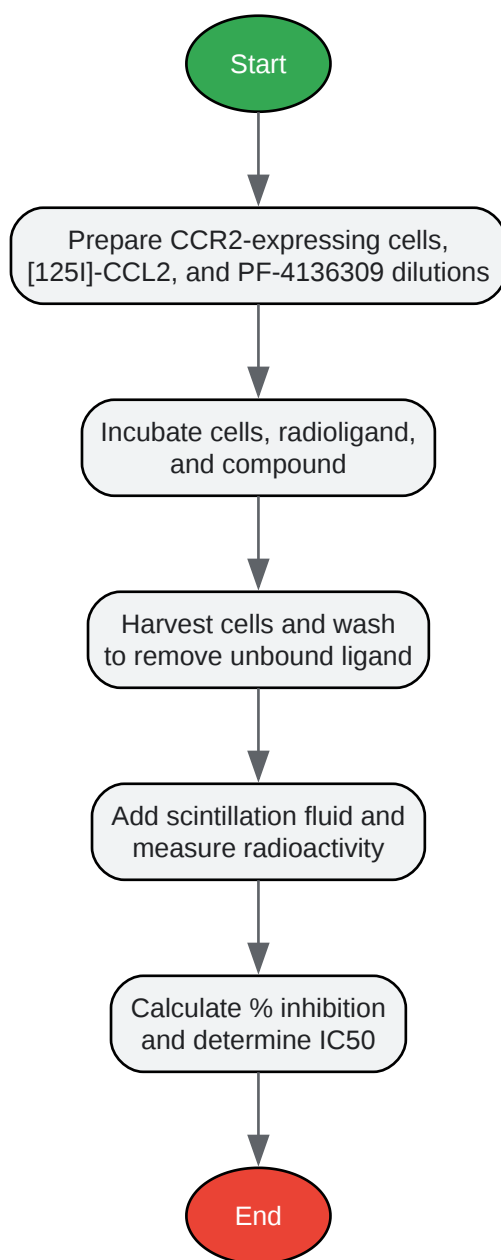 Start
Prepare CCR2-expressing cells,
[125I]-CCL2, and PF-4136309 dilutions
Incubate cells, radioligand,
and compound
Harvest cells and wash
to remove unbound ligand
Add scintillation fluid and
measure radioactivity
Calculate % inhibition
and determine IC50
End